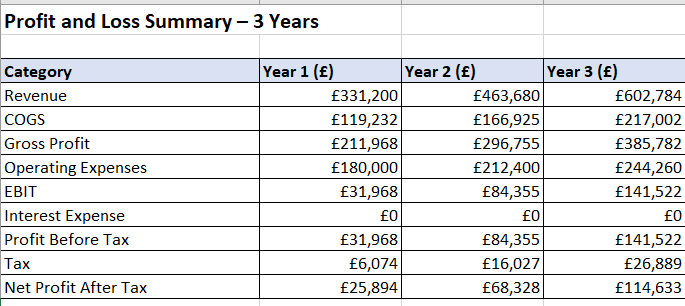 Profit and Loss Summary – 3 Years
Category Year 1 (£) Year 2 (£) Year 3 (£)
Revenue £331,200 £463,680 £602,784
COGS £119,232 £166,925 £217,002
Gross Profit £211,968 £296,755 £385,782
Operating Expenses £180,000 £212,400 £244,260
EBIT £31,968 £84,355 £141,522
Interest Expense £0 £0 £0
Profit Before Tax £31,968 £84,355 £141,522
Tax £6,074 £16,027 £26,889
Net Profit After Tax £25,894 £68,328 £114,633